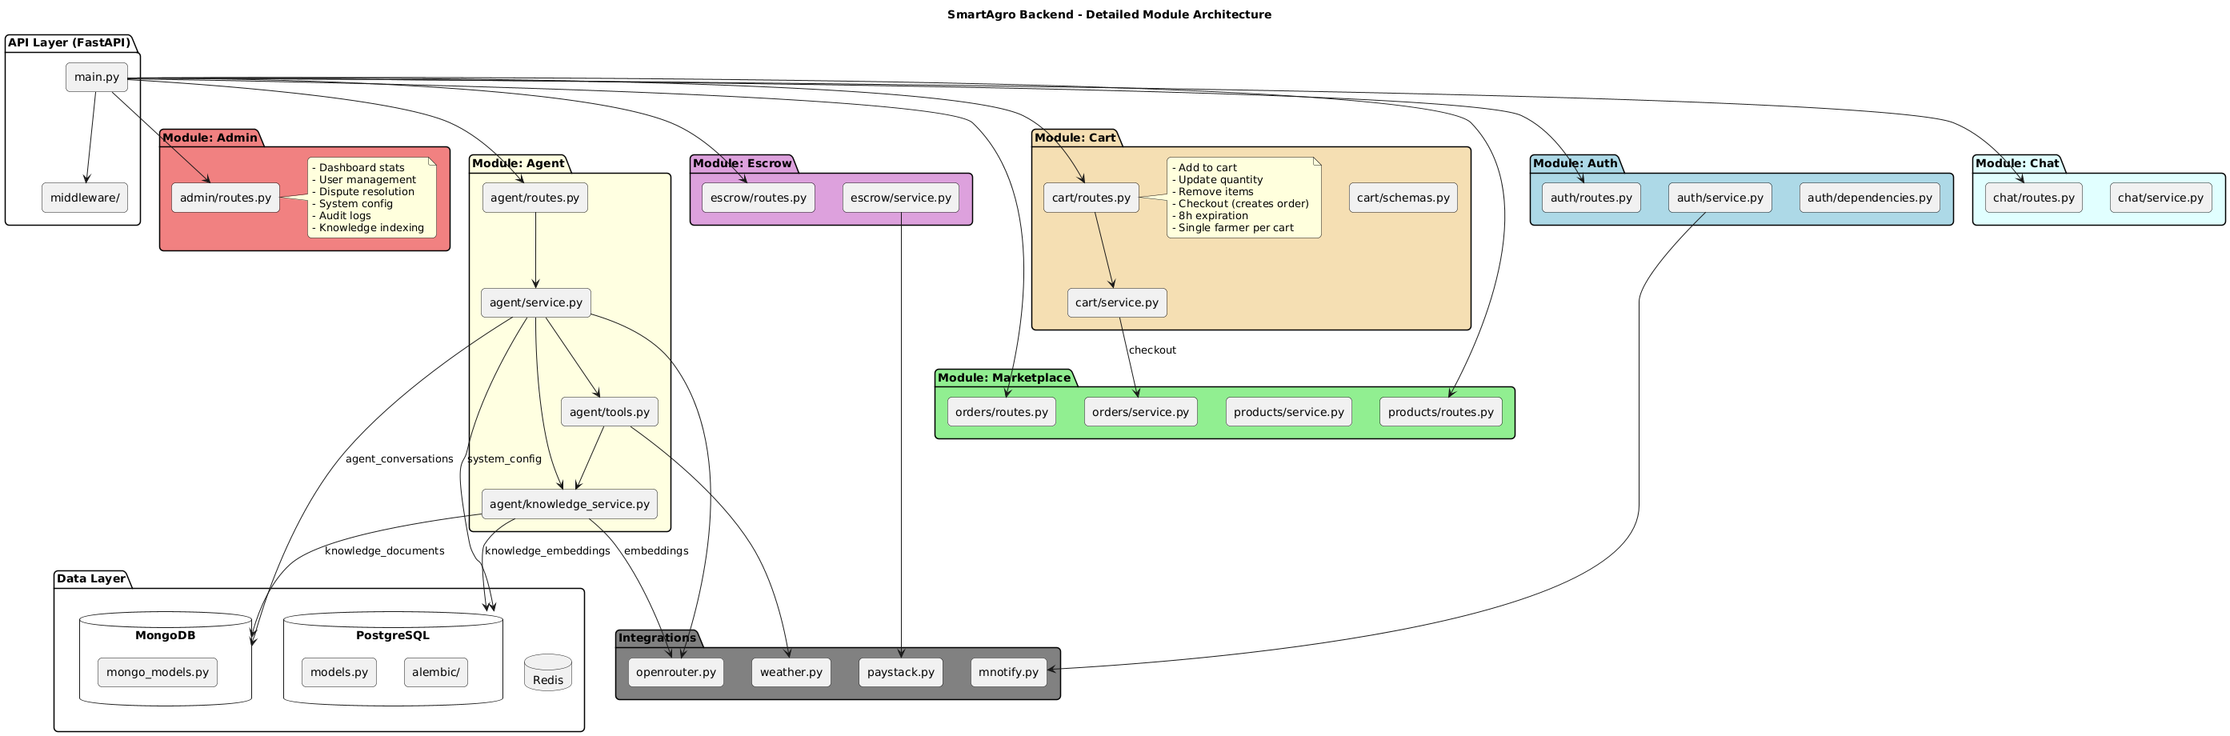 SmartAgro Backend - Detailed Module Architecture
API Layer (FastAPI)
main.py
middleware/
Module: Admin
admin/routes.py
- Dashboard stats
- User management
- Dispute resolution
- System config
- Audit logs
- Knowledge indexing
Module: Agent
agent/routes.py
agent/service.py
agent/tools.py
agent/knowledge_service.py
Module: Escrow
escrow/routes.py
escrow/service.py
Module: Cart
cart/routes.py
- Add to cart
- Update quantity
- Remove items
- Checkout (creates order)
- 8h expiration
- Single farmer per cart
cart/schemas.py
cart/service.py
checkout
Module: Auth
auth/routes.py
auth/service.py
auth/dependencies.py
Module: Chat
chat/routes.py
chat/service.py
Module: Marketplace
orders/routes.py
orders/service.py
products/service.py
products/routes.py
agent_conversations
system_config
knowledge_documents
knowledge_embeddings
embeddings
Data Layer
MongoDB
mongo_models.py
PostgreSQL
models.py
alembic/
Redis
Integrations
openrouter.py
weather.py
paystack.py
mnotify.py